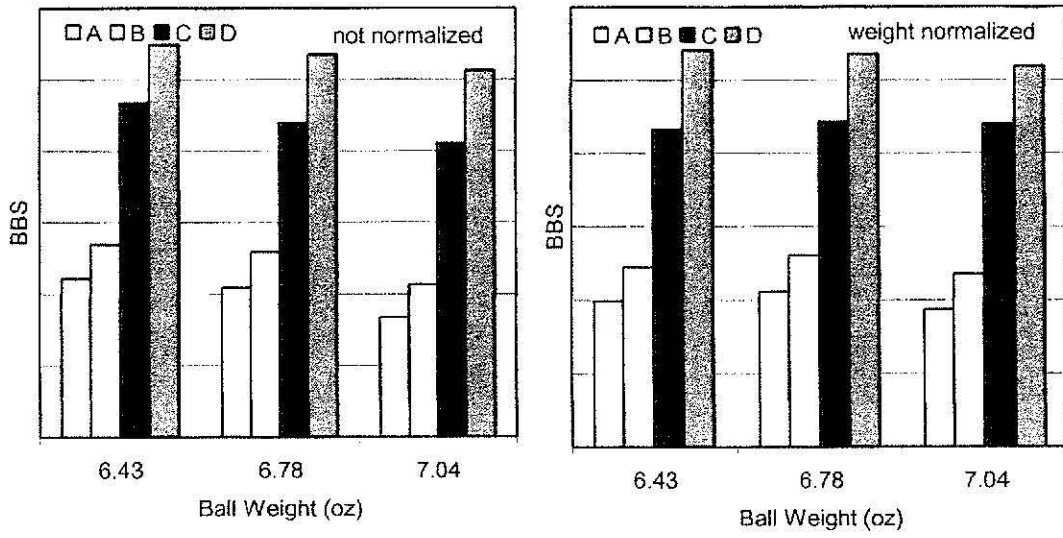 A B C D not normalized
BBS
6.43 6.78 7.04
Ball Weight (oz)
A B C D weight normalized
BBS
6.43 6.78 7.04
Ball Weight (oz)